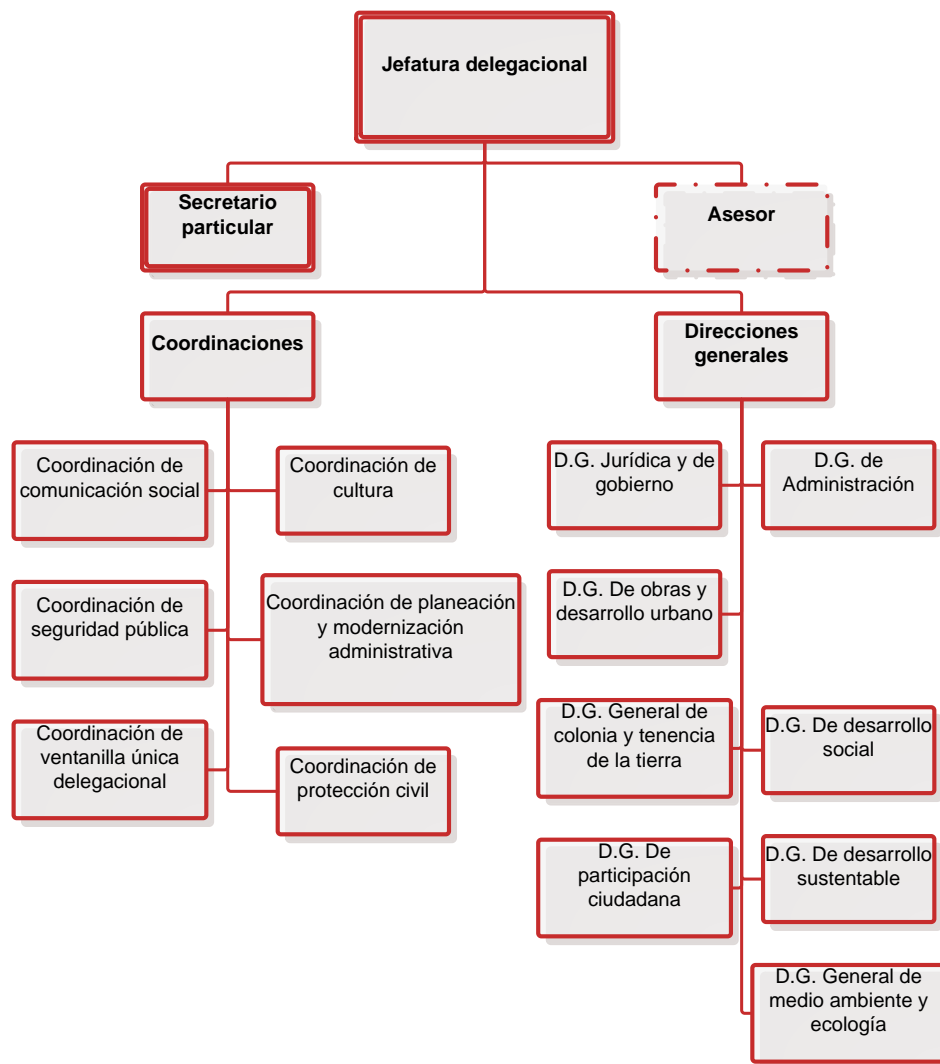 Jefatura delegacional
Secretario
particular
Asesor
Coordinaciones
Direcciones
generales
Coordinación de
comunicación social
Coordinación de
cultura
D.G. Jurídica y de
gobierno
D.G. de
Administración
Coordinación de
seguridad pública
Coordinación de planeación
y modernización
administrativa
D.G. De obras y
desarrollo urbano
Coordinación de
ventanilla única
delegacional
Coordinación de
protección civil
D.G. General de
colonia y tenencia
de la tierra
D.G. De desarrollo
social
D.G. De
participación
ciudadana
D.G. De desarrollo
sustentable
D.G. General de
medio ambiente y
ecología